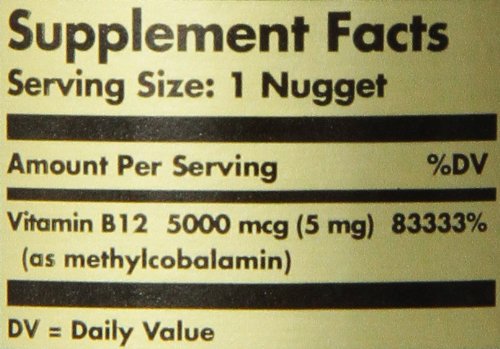 Supplement Facts
Serving Size: 1 Nugget
Amount Per Serving %DV
Vitamin B12 5000 mcg (5 mg) 83333%
(as methylcobalamin)
DV = Daily Value